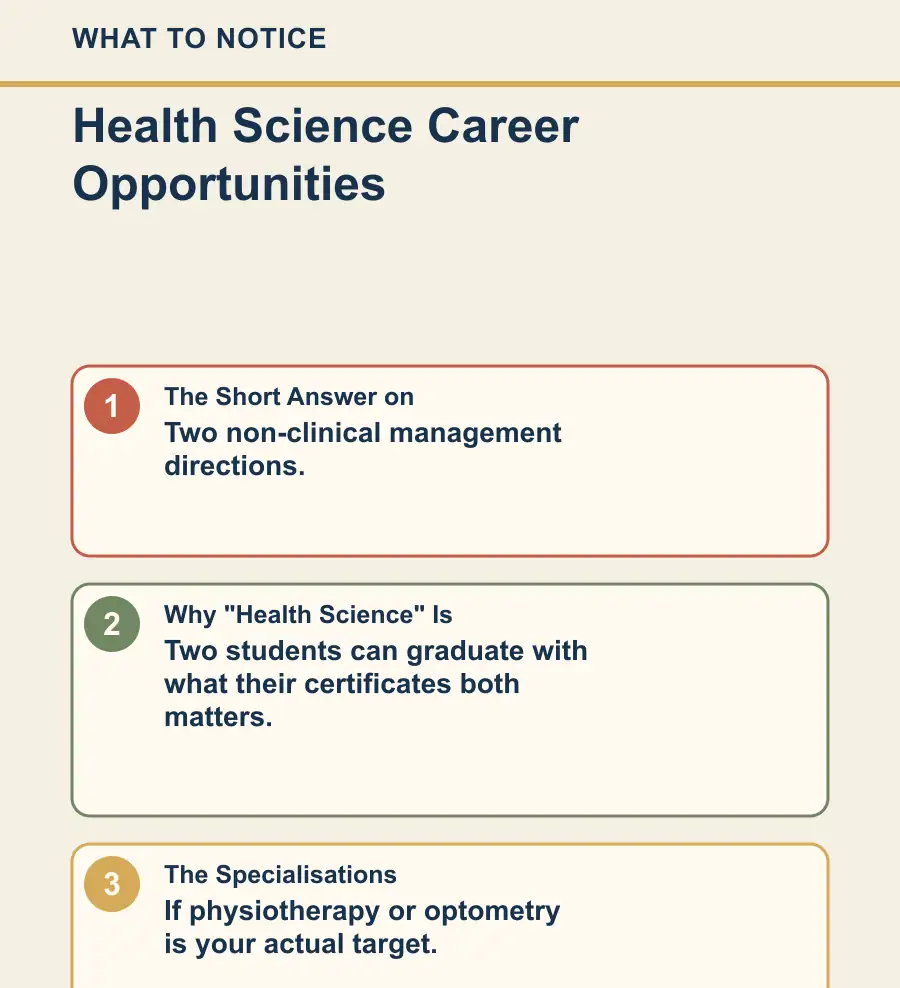 WHAT TO NOTICE
Health Science Career
Opportunities
1
The Short Answer on
Two non-clinical management
directions.
2
Why "Health Science" Is
Two students can graduate with
what their certificates both
matters.
3
The Specialisations
If physiotherapy or optometry
is your actual target.